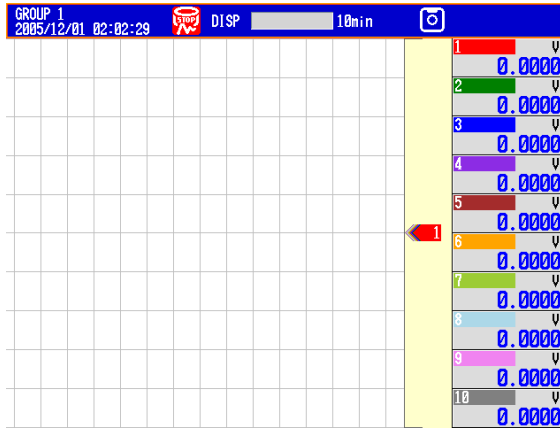 GROUP 1
2005/12/01 02:02:29
STOP
DISP 10min
1 V
0.0000
2 V
0.0000
3 V
0.0000
4 V
0.0000
5 V
0.0000
1
6 V
0.0000
7 V
0.0000
8 V
0.0000
9 V
0.0000
10 V
0.0000